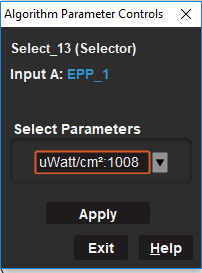 Algorithm Parameter Controls
Select_13 (Selector)
Input A: EPP_1
Select Parameters
uWatt/cm²:1008
Apply
Exit Help